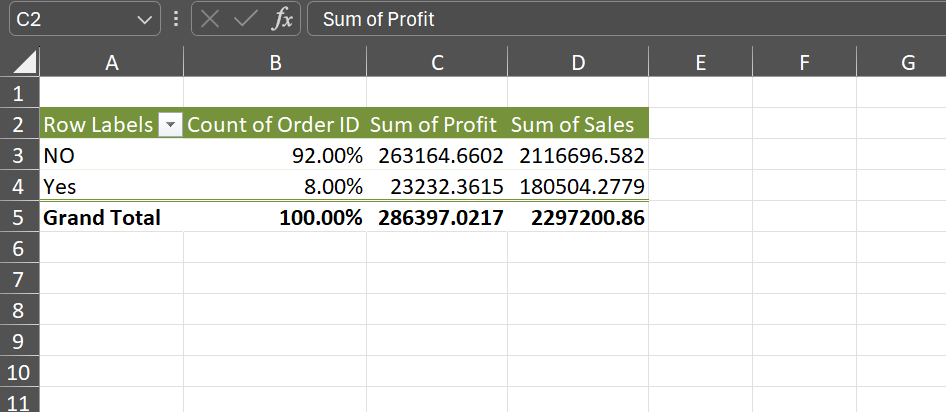 C2 fx Sum of Profit
A B C D E F G
1
2 Row Labels Count of Order ID Sum of Profit Sum of Sales
3 NO 92.00% 263164.6602 2116696.582
4 Yes 8.00% 23232.3615 180504.2779
5 Grand Total 100.00% 286397.0217 2297200.86
6
7
8
9
10
11